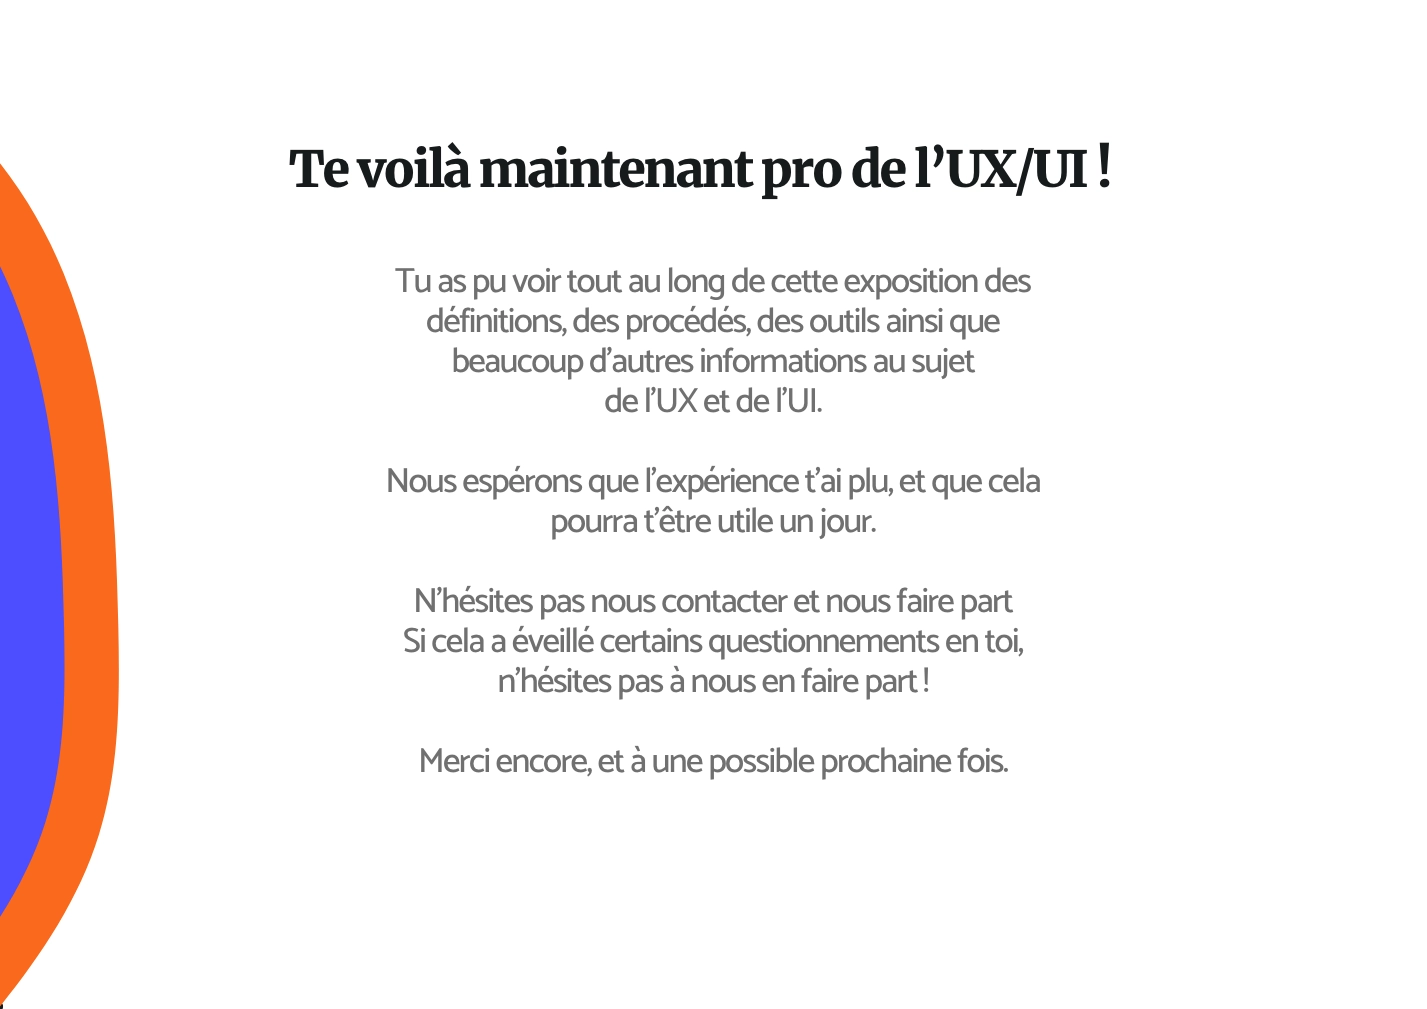 Te voilà maintenant pro de l’UX/UI !
Tu as pu voir tout au long de cette exposition des
définitions, des procédés, des outils ainsi que
beaucoup d’autres informations au sujet
de l’UX et de l’UI.
Nous espérons que l’expérience t’ai plu, et que cela
pourra t’être utile un jour.
N’hésites pas nous contacter et nous faire part
Si cela a éveillé certains questionnements en toi,
n’hésites pas à nous en faire part !
Merci encore, et à une possible prochaine fois.